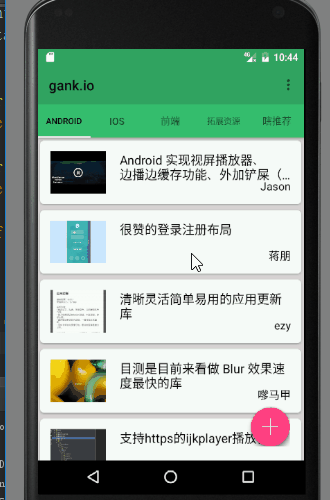 10:44
gank.io
ANDROID IOS 前端 拓展资源 瞎推荐
Android 实现视屏播放器、
边播边缓存功能、外加铲屎（...
Jason
很赞的登录注册布局
蒋朋
清晰灵活简单易用的应用更新
库
ezy
目测是目前来看做 Blur 效果速
度最快的库
嗲马甲
支持https的ijkplayer播放